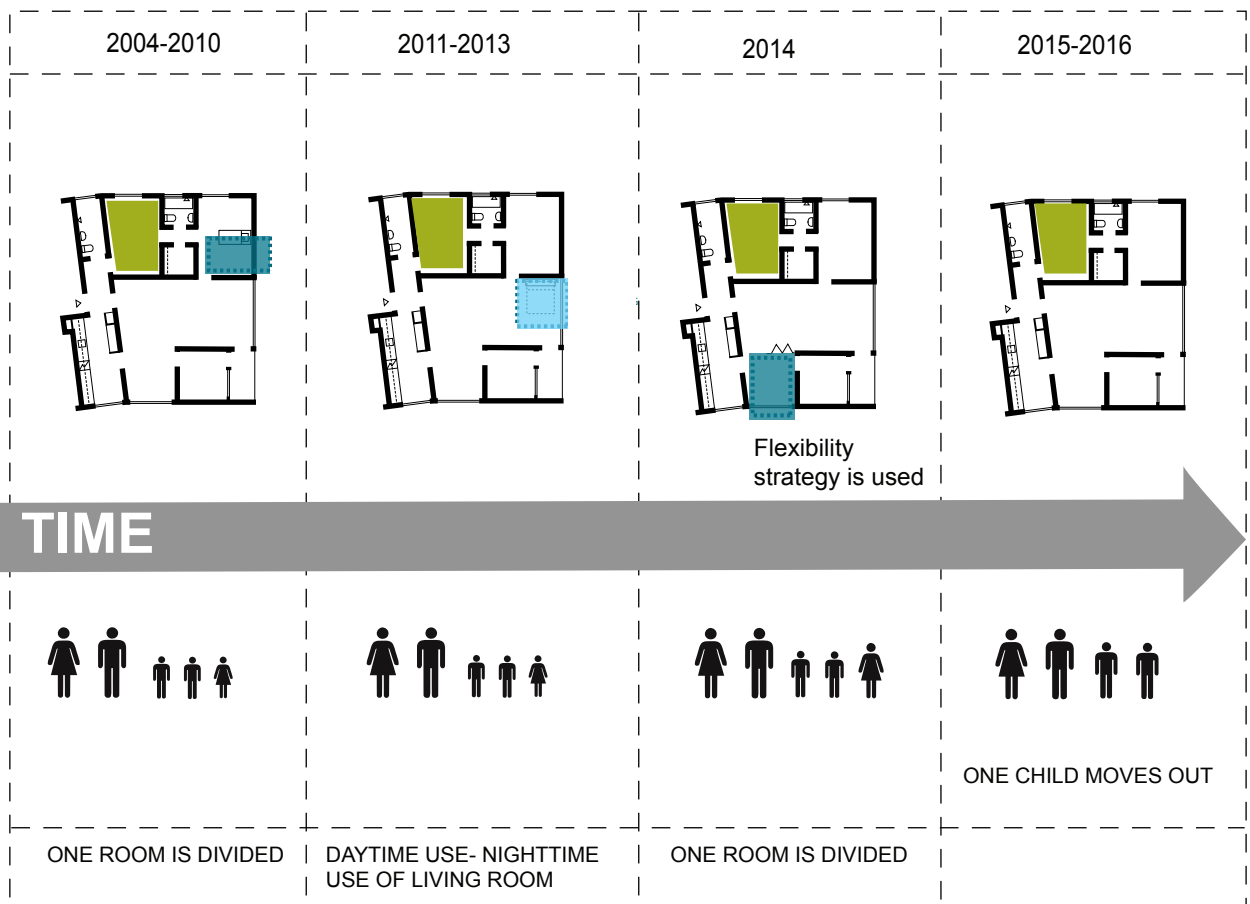 2004-2010
2011-2013
2014
2015-2016
Flexibility
strategy is used
TIME
ONE CHILD MOVES OUT
ONE ROOM IS DIVIDED
DAYTIME USE- NIGHTTIME
USE OF LIVING ROOM
ONE ROOM IS DIVIDED